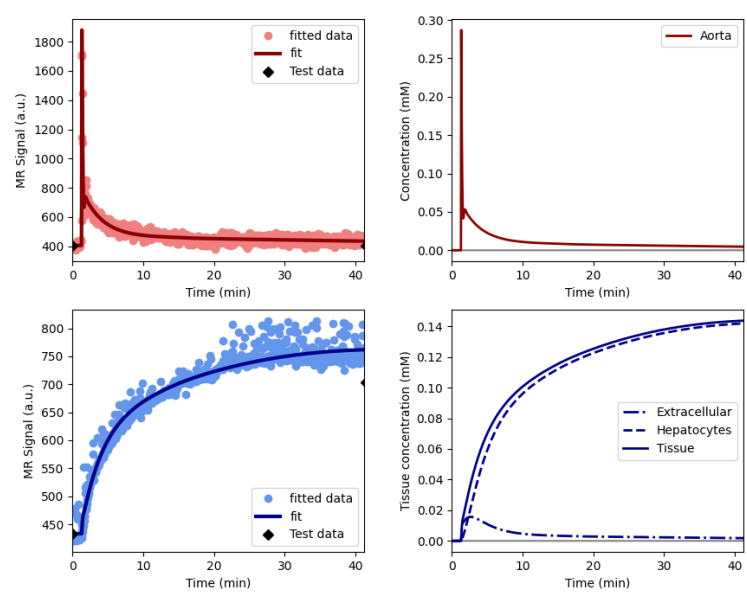 MR Signal (a.u.)
1800
1600
1400
1200
1000
800
600
400
0
10
20
30
40
Time (min)
fitted data
fit
Test data
Concentration (mM)
0.30
0.25
0.20
0.15
0.10
0.05
0.00
0
10
20
30
40
Time (min)
Aorta
MR Signal (a.u.)
800
750
700
650
600
550
500
450
0
10
20
30
40
Time (min)
fitted data
fit
Test data
Tissue concentration (mM)
0.14
0.12
0.10
0.08
0.06
0.04
0.02
0.00
0
10
20
30
40
Time (min)
Extracellular
Hepatocytes
Tissue